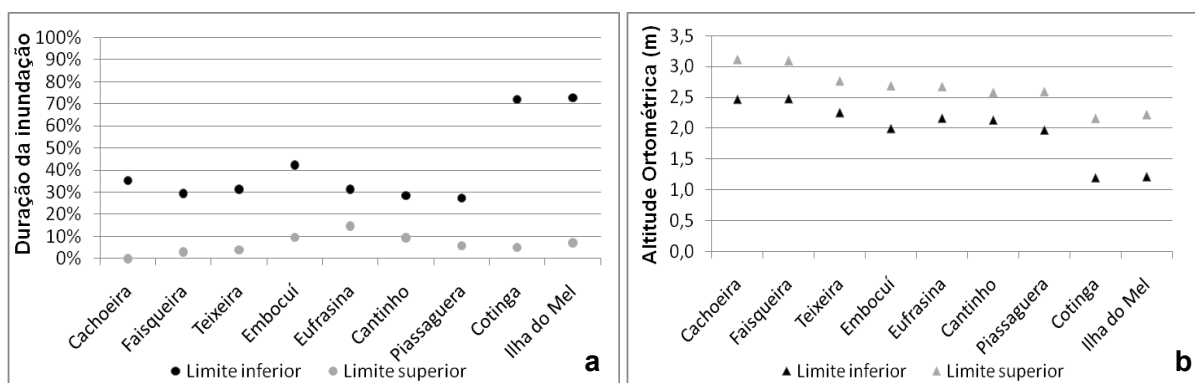 Duração da inundação
100%
90%
80%
70%
60%
50%
40%
30%
20%
10%
0%
Cachoeira
Faisqueira
Teixeira
Embocuí
Eufrasina
Cantinho
Piassaguera
Cotinga
Ilha do Mel
Limite inferior
Limite superior
a
Altitude Ortométrica (m)
3,5
3,0
2,5
2,0
1,5
1,0
0,5
0,0
Cachoeira
Faisqueira
Teixeira
Embocuí
Eufrasina
Cantinho
Piassaguera
Cotinga
Ilha do Mel
Limite inferior
Limite superior
b